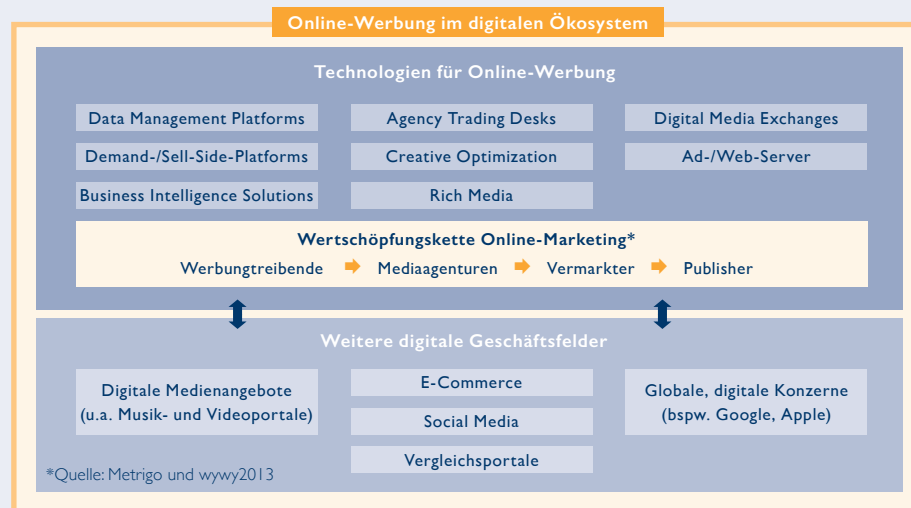 Online-Werbung im digitalen Ökosystem
Technologien für Online-Werbung
Data Management Platforms
Agency Trading Desks
Digital Media Exchanges
Demand-/Sell-Side-Platforms
Creative Optimization
Ad-/Web-Server
Business Intelligence Solutions
Rich Media
Wertschöpfungskette Online-Marketing*
Werbungtreibende Mediaagenturen Vermarkter Publisher
Weitere digitale Geschäftsfelder
Digitale Medienangebote
(u.a. Musik- und Videoportale)
E-Commerce
Social Media
Vergleichsportale
Globale, digitale Konzerne
(bspw. Google, Apple)
*Quelle: Metrigo und wywy2013